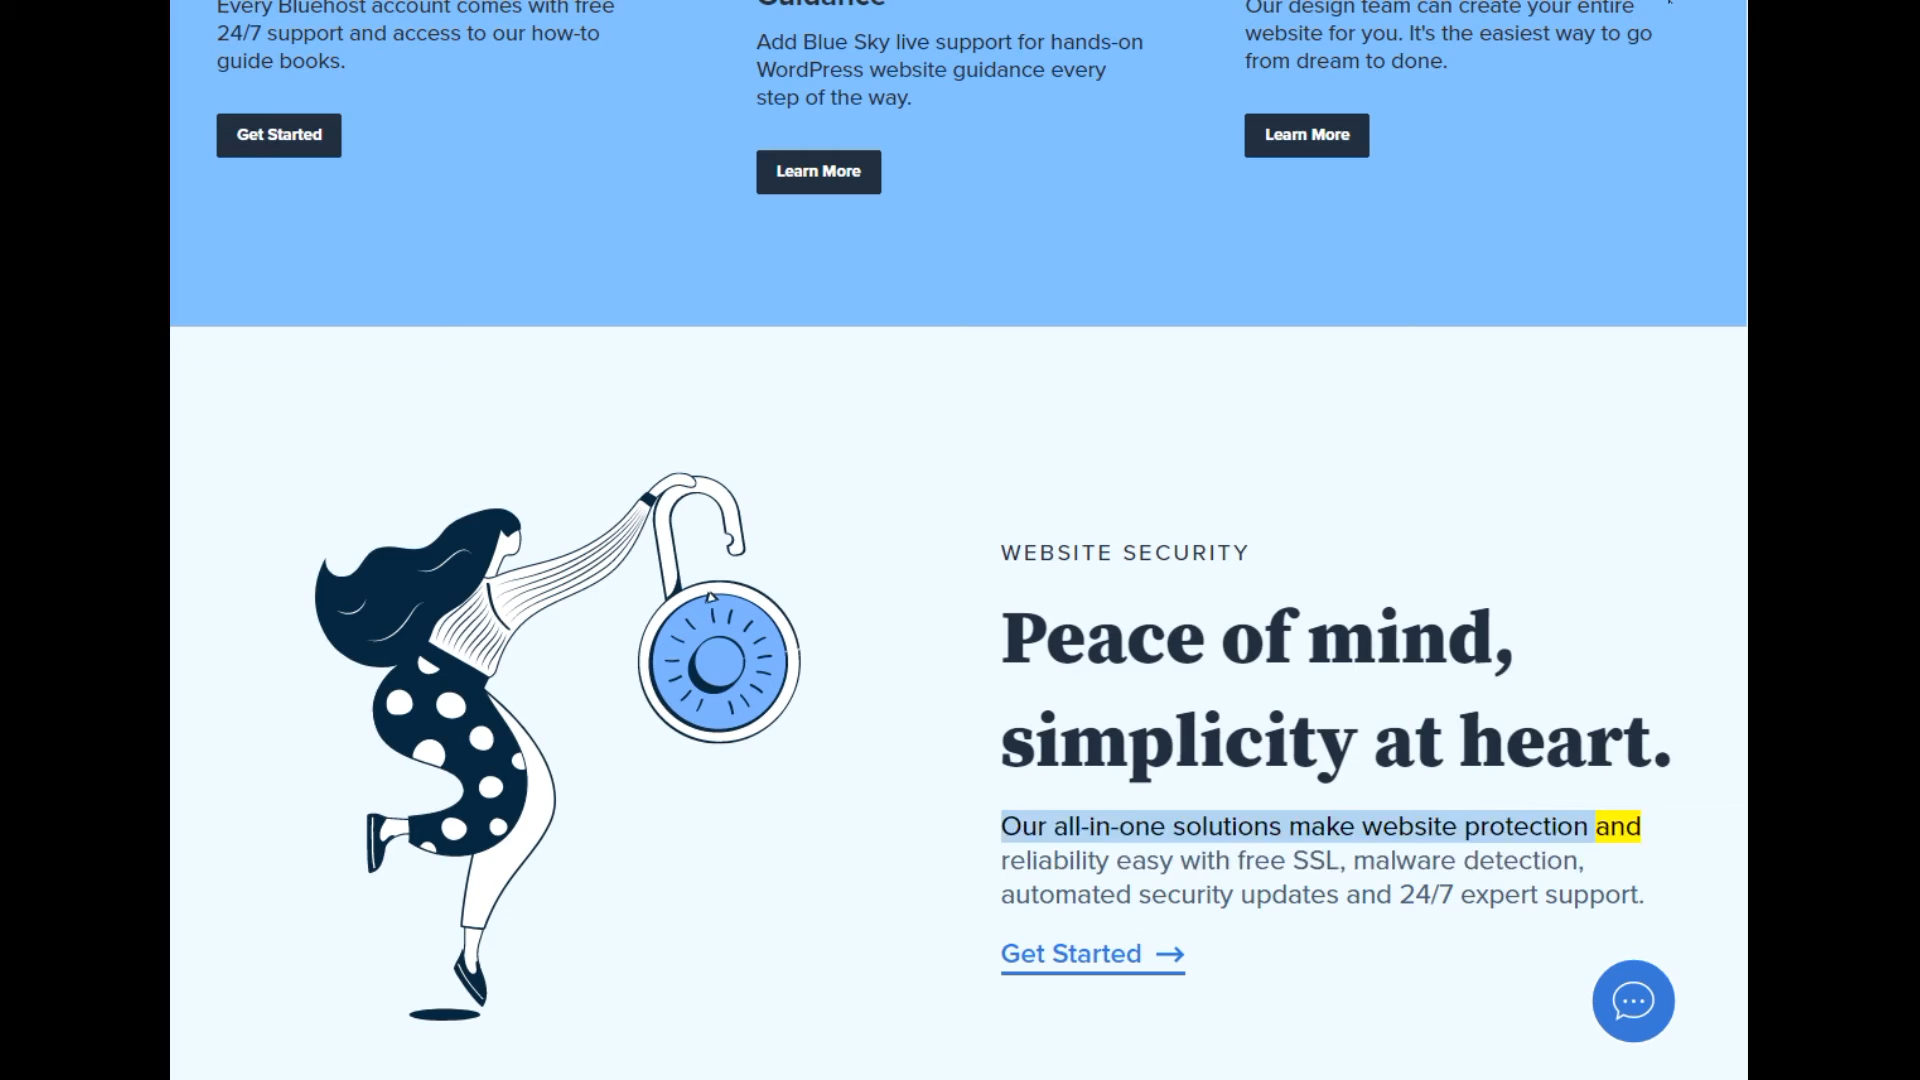 Every Bluehost account comes with free
24/7 support and access to our how-to
guide books.
Get Started
Guidance
Add Blue Sky live support for hands-on
WordPress website guidance every
step of the way.
Learn More
Our design team can create your entire
website for you. It's the easiest way to go
from dream to done.
Learn More
WEBSITE SECURITY
Peace of mind,
simplicity at heart.
Our all-in-one solutions make website protection and
reliability easy with free SSL, malware detection,
automated security updates and 24/7 expert support.
Get Started